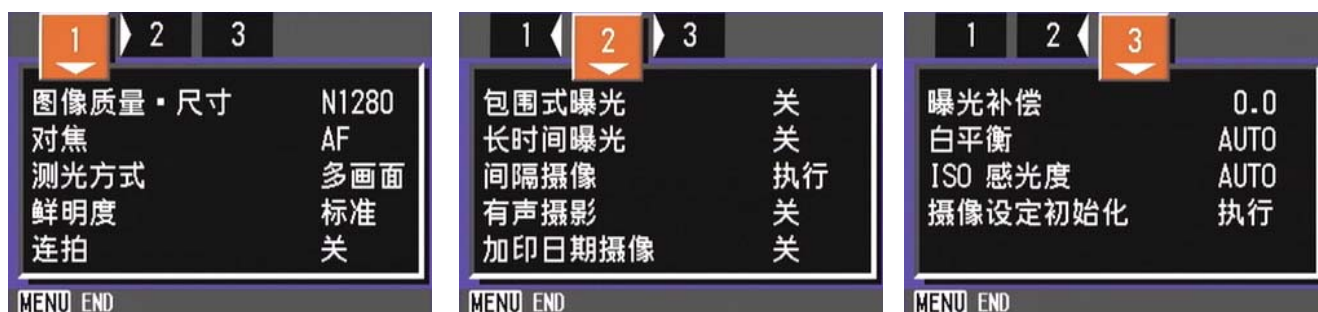 1 2 3
图像质量▪尺寸 N1280
对焦 AF
测光方式 多画面
鲜明度 标准
连拍 关
MENU END
1 2 3
包围式曝光 关
长时间曝光 关
间隔摄像 执行
有声摄影 关
加印日期摄像 关
MENU END
1 2 3
曝光补偿 0.0
白平衡 AUTO
ISO 感光度 AUTO
摄像设定初始化 执行
MENU END